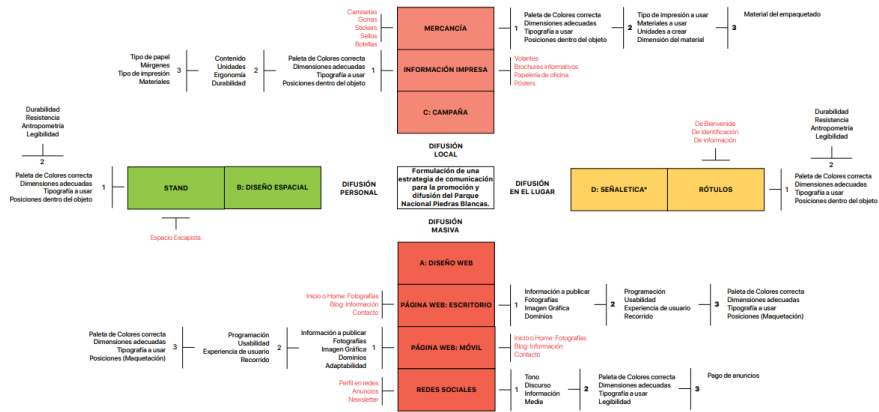 Camisetas
Gorras
Stickers
Sellos
Botellas
MERCANCÍA
1
Paleta de Colores correcta
Dimensiones adecuadas
Tipografía a usar
Posiciones dentro del objeto
2
Tipo de impresión a usar
Materiales a usar
Unidades a crear
Dimensión del material
3
Material del empaquetado
Tipo de papel
Márgenes
Tipo de impresión
Materiales
3
Contenido
Unidades
Ergonomía
Durabilidad
2
Paleta de Colores correcta
Dimensiones adecuadas
Tipografía a usar
Posiciones dentro del objeto
1
INFORMACIÓN IMPRESA
Volantes
Brochures informativos
Papelería de oficina
Pósters
C: CAMPAÑA
DIFUSIÓN
LOCAL
Durabilidad
Resistencia
Antropometría
Legibilidad
2
Paleta de Colores correcta
Dimensiones adecuadas
Tipografía a usar
Posiciones dentro del objeto
1
STAND
B: DISEÑO ESPACIAL
Espacio Escapista
DIFUSIÓN
PERSONAL
Formulación de una
estrategia de comunicación
para la promoción y
difusión del Parque
Nacional Piedras Blancas.
DIFUSIÓN
EN EL LUGAR
D: SEÑALETICA*
RÓTULOS
De Bienvenida
De Identificación
De información
Durabilidad
Resistencia
Antropometría
Legibilidad
2
1
Paleta de Colores correcta
Dimensiones adecuadas
Tipografía a usar
Posiciones dentro del objeto
DIFUSIÓN
MASIVA
A: DISEÑO WEB
Inicio o Home: Fotografías
Blog: Información
Contacto
PÁGINA WEB: ESCRITORIO
1
Información a publicar
Fotografías
Imagen Gráfica
Dominios
2
Programación
Usabilidad
Experiencia de usuario
Recorrido
3
Paleta de Colores correcta
Dimensiones adecuadas
Tipografía a usar
Posiciones (Maquetación)
Paleta de Colores correcta
Dimensiones adecuadas
Tipografía a usar
Posiciones (Maquetación)
3
Programación
Usabilidad
Experiencia de usuario
Recorrido
2
Información a publicar
Fotografías
Imagen Gráfica
Dominios
Adaptabilidad
1
PÁGINA WEB: MÓVIL
Inicio o Home: Fotografías
Blog: Información
Contacto
Perfil en redes
Anuncios
Newsletter
REDES SOCIALES
1
Tono
Discurso
Información
Media
2
Paleta de Colores correcta
Dimensiones adecuadas
Tipografía a usar
Legibilidad
3
Pago de anuncios